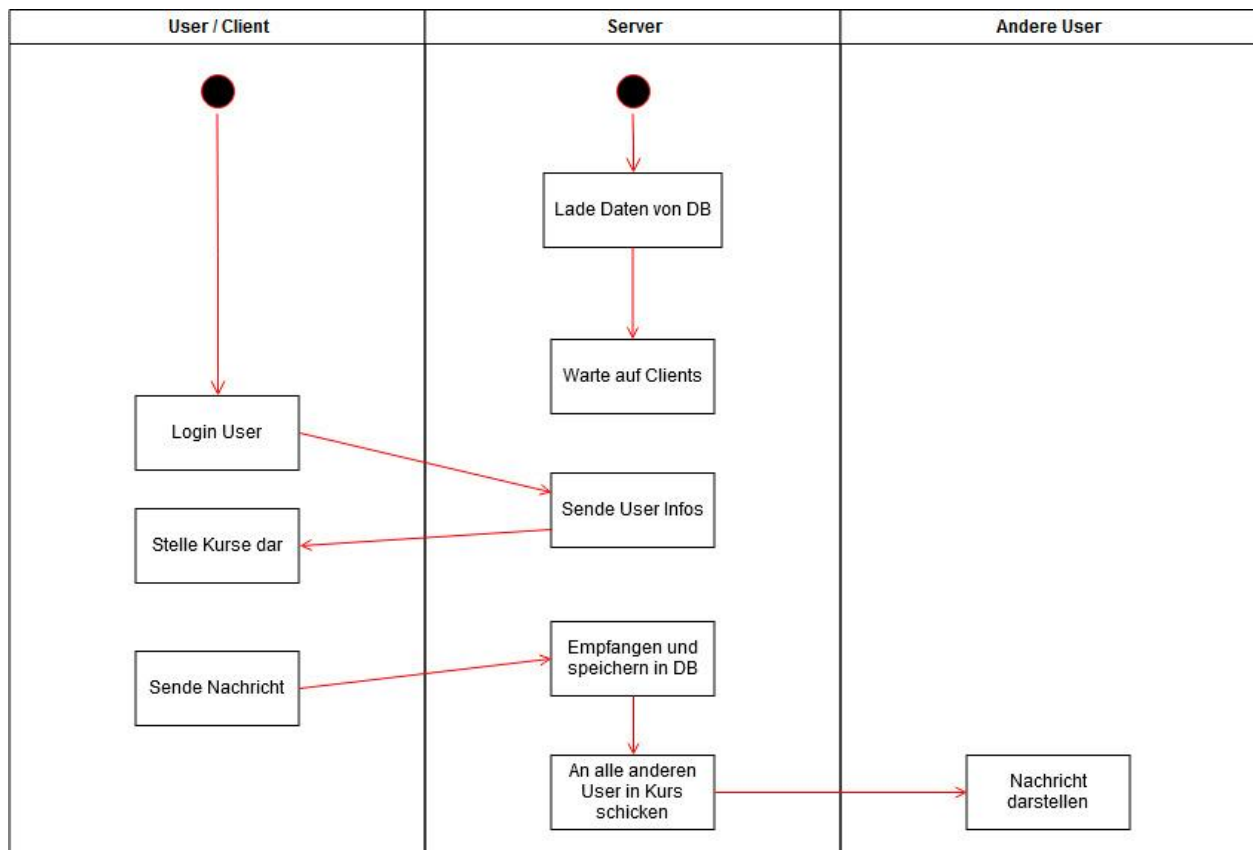 User / Client
Server
Andere User
Lade Daten von DB
Warte auf Clients
Login User
Sende User Infos
Stelle Kurse dar
Empfangen und
speichern in DB
Sende Nachricht
An alle anderen
User in Kurs
schicken
Nachricht
darstellen